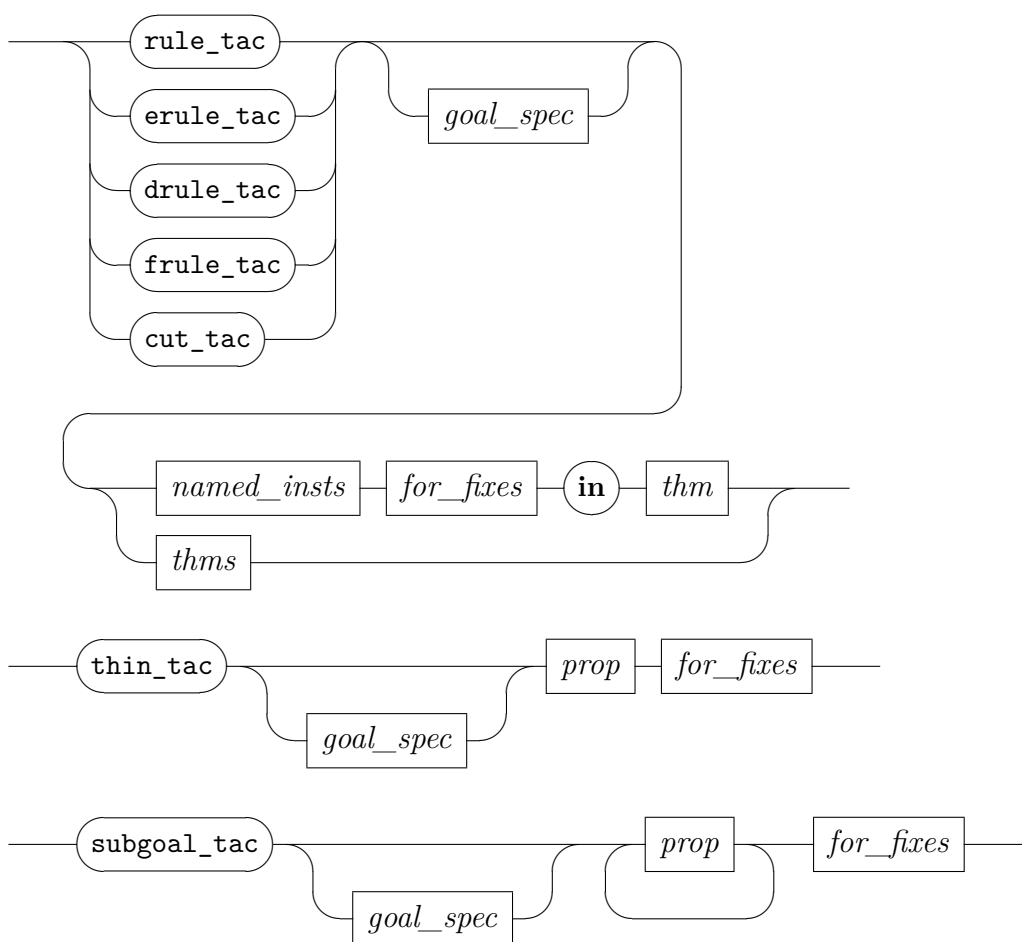 rule_tac
erule_tac goal_spec
drule_tac
frule_tac
cut_tac
named_insts for_fixes in thm
thms
thin_tac prop for_fixes
goal_spec
subgoal_tac prop for_fixes
goal_spec